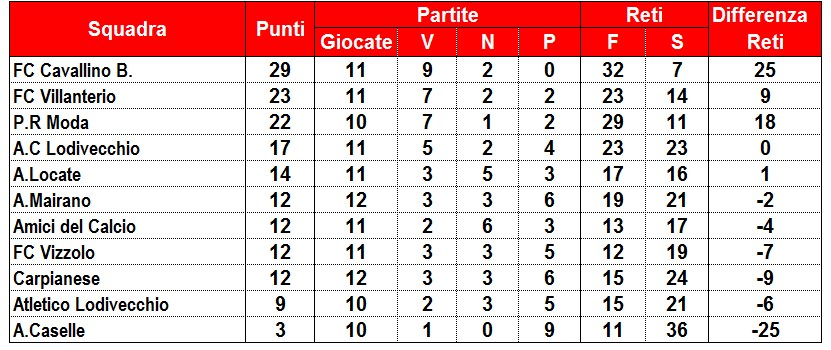 Squadra Punti Partite Reti Differenza Reti
Giocate V N P F S
FC Cavallino B. 29 11 9 2 0 32 7 25
FC Villanterio 23 11 7 2 2 23 14 9
P.R Moda 22 10 7 1 2 29 11 18
A.C Lodivecchio 17 11 5 2 4 23 23 0
A.Locate 14 11 3 5 3 17 16 1
A.Mairano 12 12 3 3 6 19 21 -2
Amici del Calcio 12 11 2 6 3 13 17 -4
FC Vizzolo 12 11 3 3 5 12 19 -7
Carpianese 12 12 3 3 6 15 24 -9
Atletico Lodivecchio 9 10 2 3 5 15 21 -6
A.Caselle 3 10 1 0 9 11 36 -25